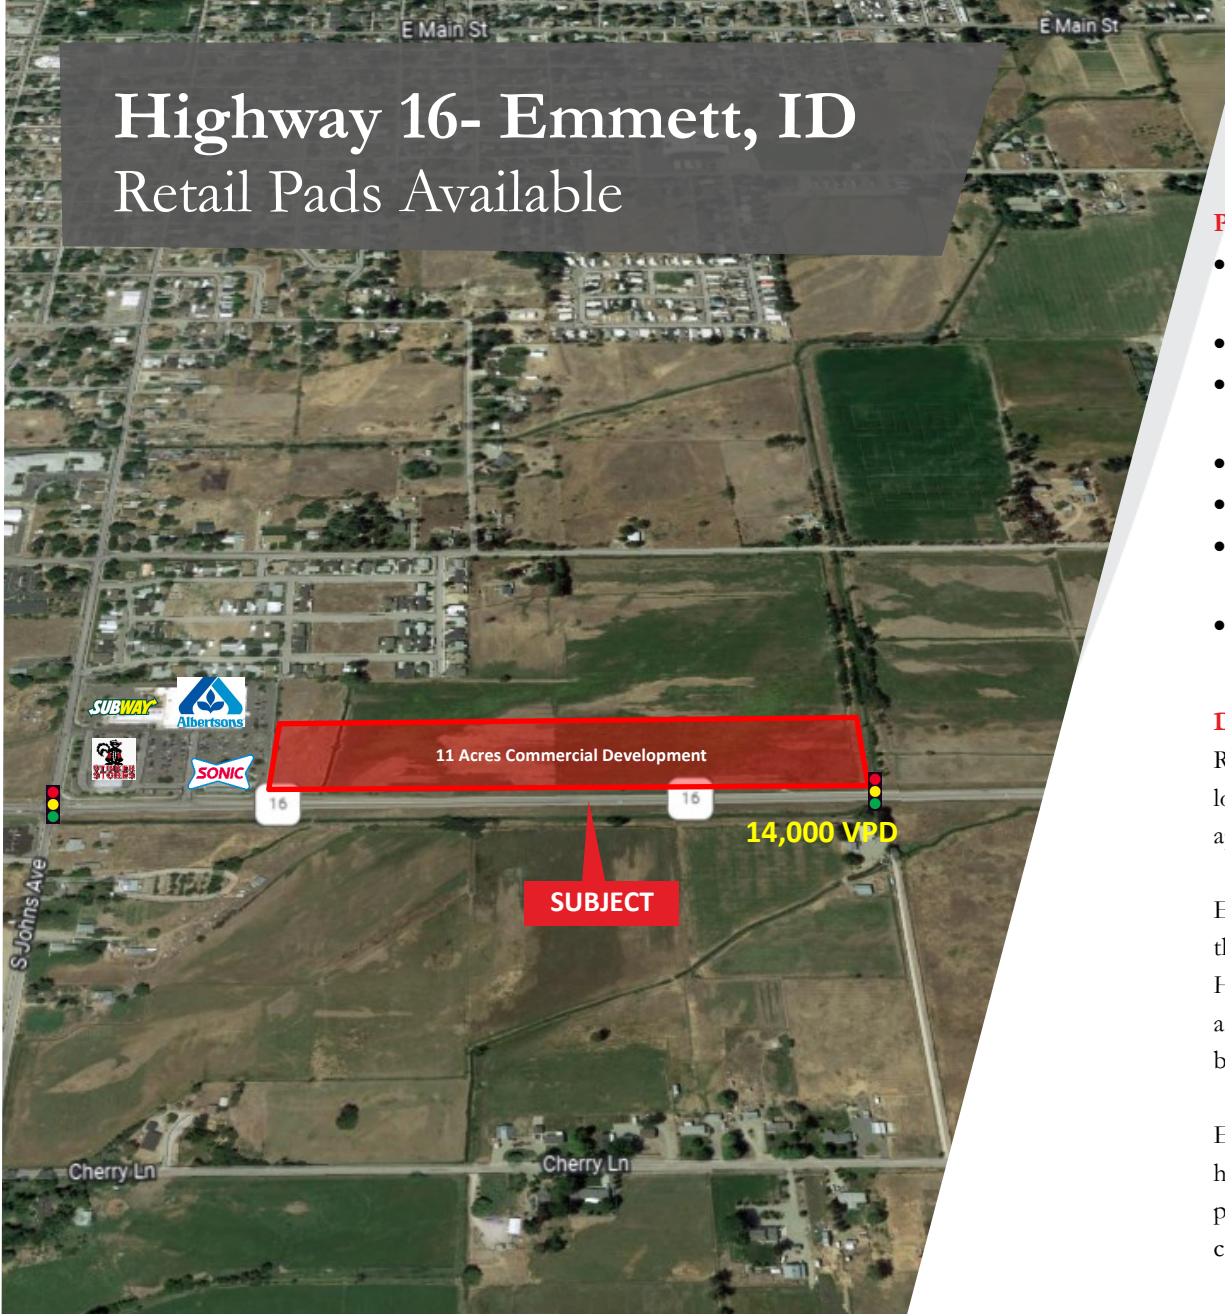 E Main St
E Main St
Highway 16- Emmett, ID
Retail Pads Available
SUBWAY
Albertsons
STORES
SONIC
11 Acres Commercial Development
16
16
14,000 VPD
SUBJECT
S Johns Ave
Cherry Ln
Cherry Ln